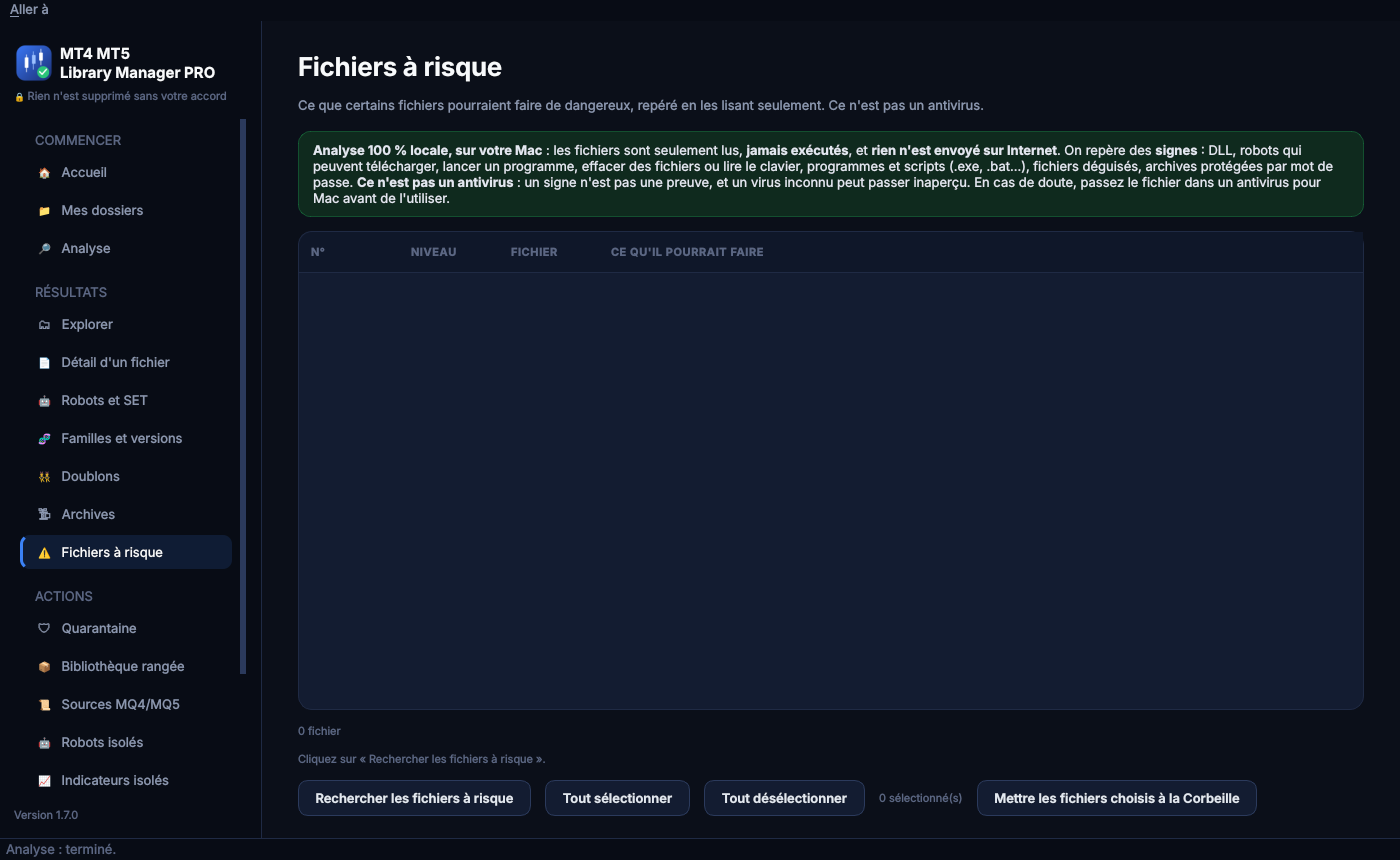 Aller à
MT4 MT5
Library Manager PRO
Rien n'est supprimé sans votre accord
COMMENCER
Accueil
Mes dossiers
Analyse
RÉSULTATS
Explorer
Détail d'un fichier
Robots et SET
Familles et versions
Doublons
Archives
Fichiers à risque
ACTIONS
Quarantaine
Bibliothèque rangée
Sources MQ4/MQ5
Robots isolés
Indicateurs isolés
Version 1.7.0
Fichiers à risque
Ce que certains fichiers pourraient faire de dangereux, repéré en les lisant seulement. Ce n'est pas un antivirus.
Analyse 100 % locale, sur votre Mac : les fichiers sont seulement lus, jamais exécutés, et rien n'est envoyé sur Internet. On repère des signes : DLL, robots qui
peuvent télécharger, lancer un programme, effacer des fichiers ou lire le clavier, programmes et scripts (.exe, .bat...), fichiers déguisés, archives protégées par mot de
passe. Ce n'est pas un antivirus : un signe n'est pas une preuve, et un virus inconnu peut passer inaperçu. En cas de doute, passez le fichier dans un antivirus pour
Mac avant de l'utiliser.
N° NIVEAU FICHIER CE QU'IL POURRAIT FAIRE
0 fichier
Cliquez sur « Rechercher les fichiers à risque ».
Rechercher les fichiers à risque Tout sélectionner Tout désélectionner 0 sélectionné(s) Mettre les fichiers choisis à la Corbeille
Analyse : terminé.